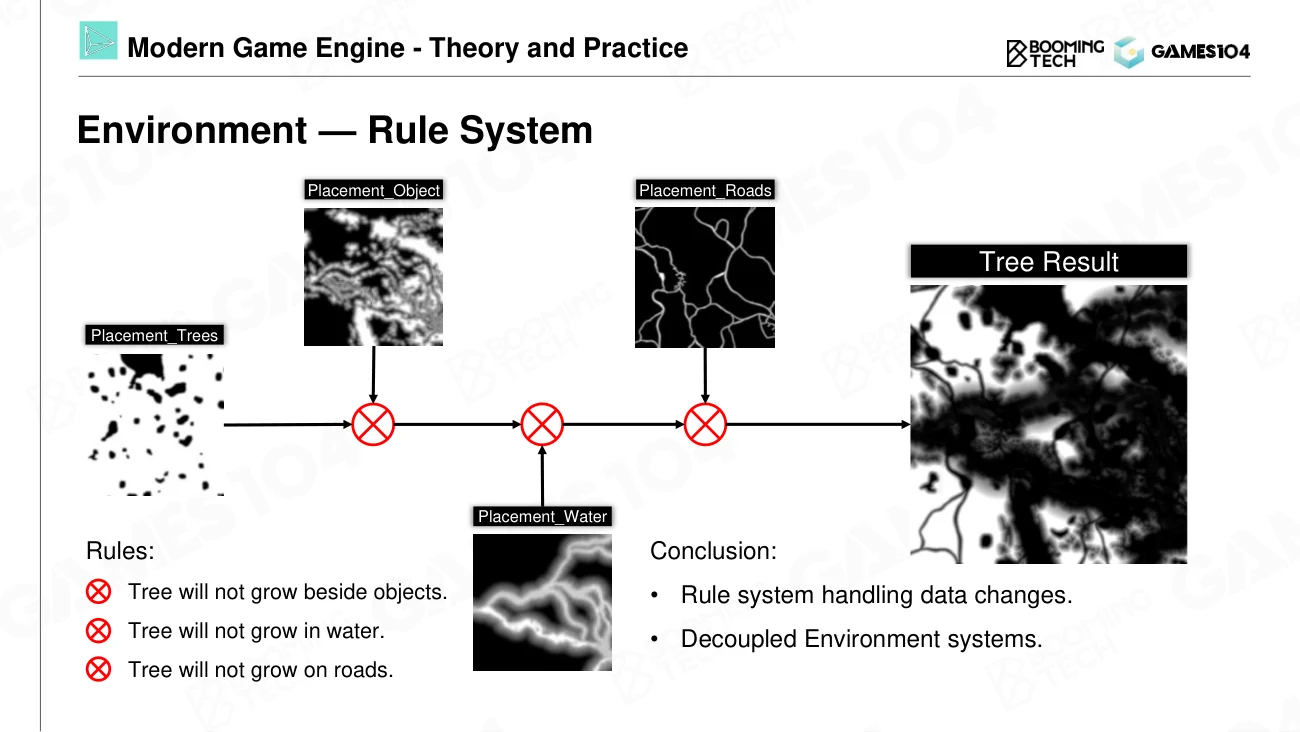 Modern Game Engine - Theory and Practice
BOOMING
TECH
GAMES104
Environment — Rule System
Placement_Object
Placement_Roads
Tree Result
Placement_Trees
Placement_Water
Rules:
Tree will not grow beside objects.
Tree will not grow in water.
Tree will not grow on roads.
Conclusion:
• Rule system handling data changes.
• Decoupled Environment systems.